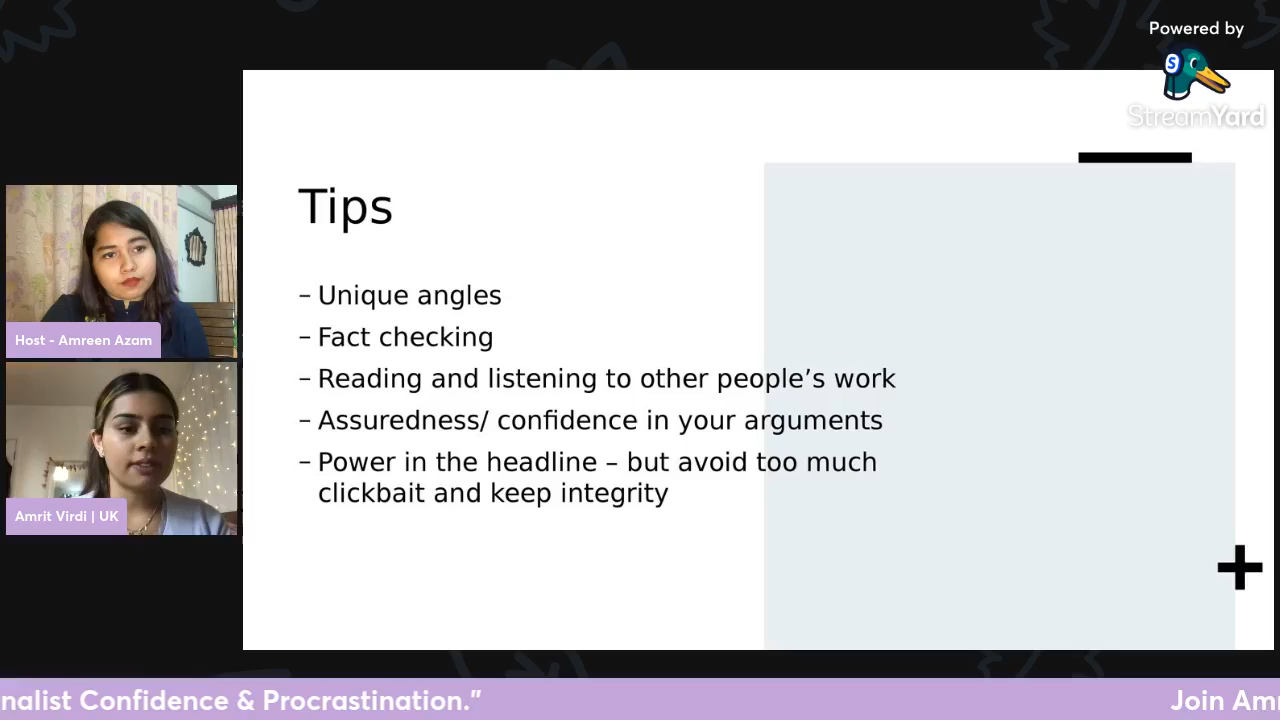 Powered by
StreamYard
Tips
– Unique angles
– Fact checking
– Reading and listening to other people’s work
– Assuredness/ confidence in your arguments
– Power in the headline – but avoid too much
clickbait and keep integrity
Host - Amreen Azam
Amrit Virdi | UK
nalist Confidence & Procrastination.”
Join Am